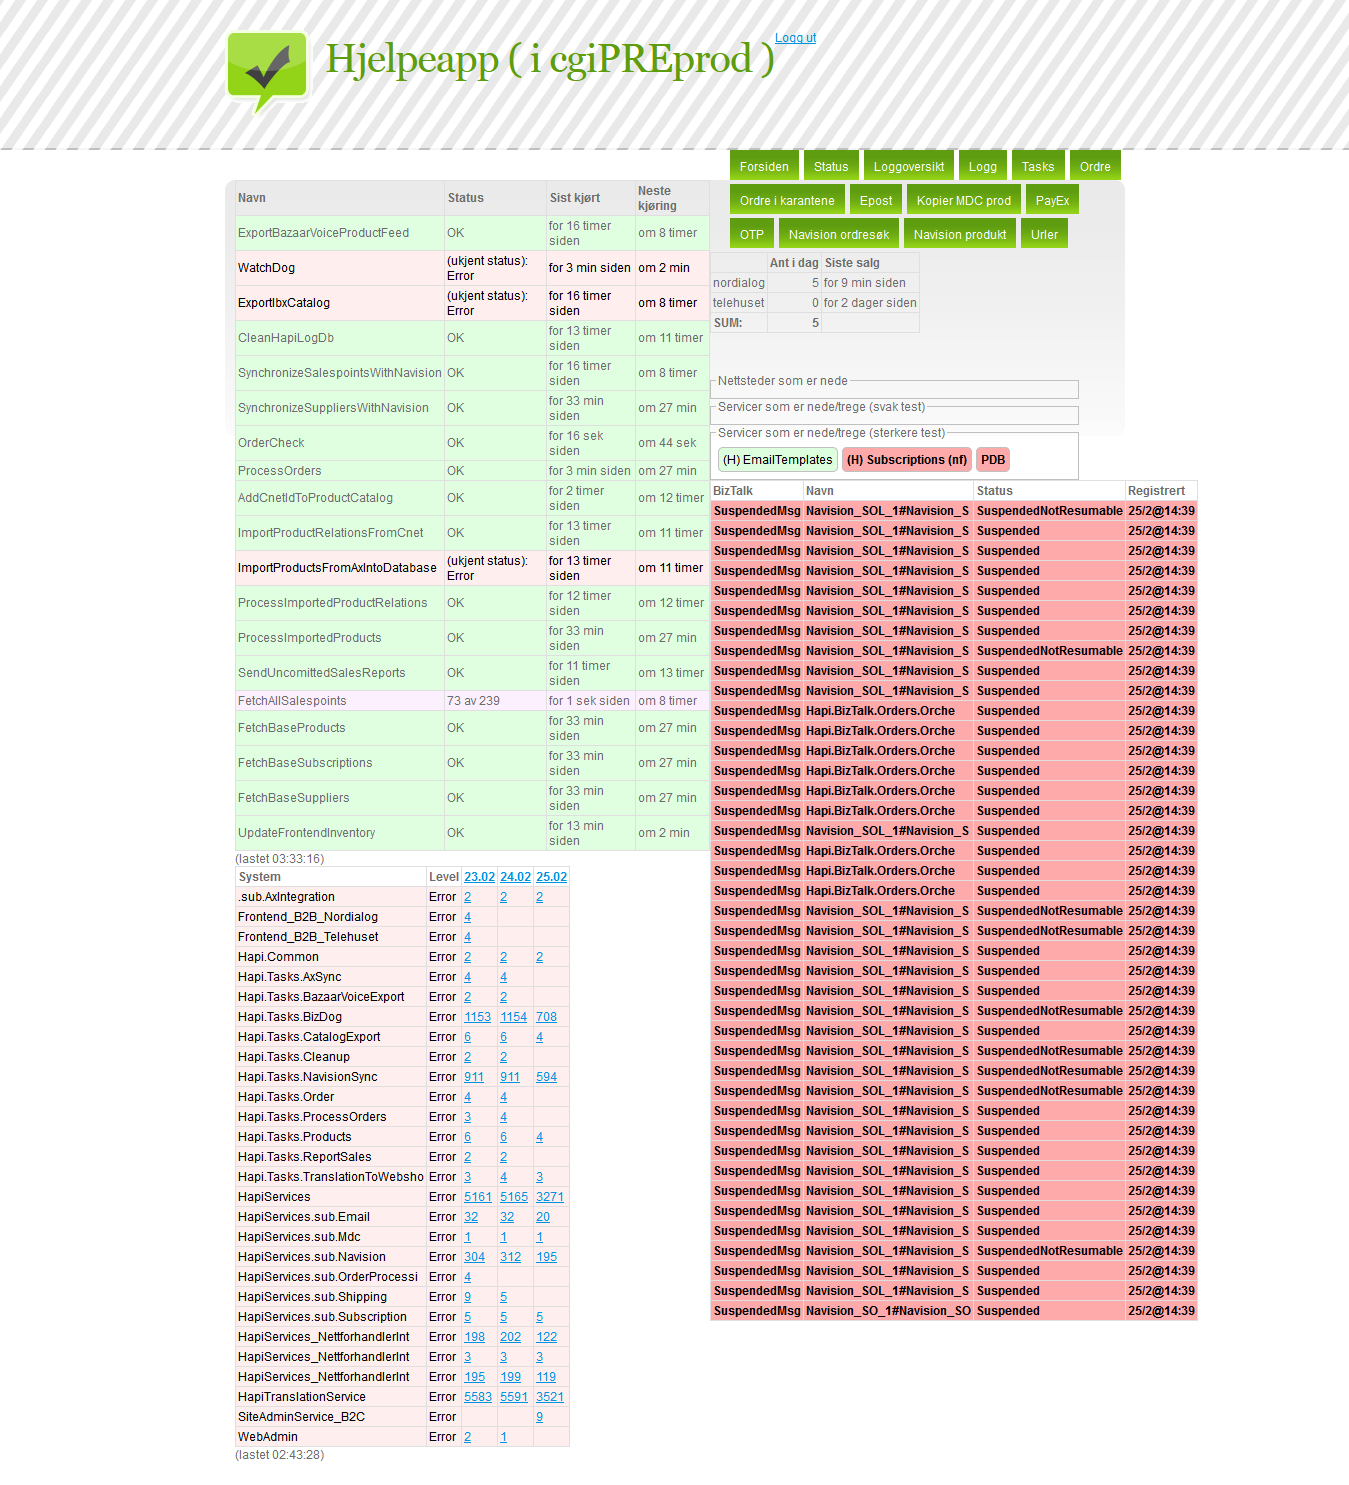 Hjelpeapp ( i cgiPREprod )
Logg ut
Forsiden Status Loggoversikt Logg Tasks Ordre
Ordre i karantene Epost Kopier MDC prod PayEx
OTP Navision ordresøk Navision produkt Urler
Navn Status Sist kjørt Neste kjøring
ExportBazaarVoiceProductFeed OK for 16 timer siden om 8 timer
WatchDog (ukjent status): Error for 3 min siden om 2 min
ExportIbxCatalog (ukjent status): Error for 16 timer siden om 8 timer
CleanHapiLogDb OK for 13 timer siden om 11 timer
SynchronizeSalespointsWithNavision OK for 16 timer siden om 8 timer
SynchronizeSuppliersWithNavision OK for 33 min siden om 27 min
OrderCheck OK for 16 sek siden om 44 sek
ProcessOrders OK for 3 min siden om 27 min
AddCnetIdToProductCatalog OK for 2 timer siden om 12 timer
ImportProductRelationsFromCnet OK for 13 timer siden om 11 timer
ImportProductsFromAxIntoDatabase (ukjent status): Error for 13 timer siden om 11 timer
ProcessImportedProductRelations OK for 12 timer siden om 12 timer
ProcessImportedProducts OK for 33 min siden om 27 min
SendUncomittedSalesReports OK for 11 timer siden om 13 timer
FetchAllSalespoints 73 av 239 for 1 sek siden om 8 timer
FetchBaseProducts OK for 33 min siden om 27 min
FetchBaseSubscriptions OK for 33 min siden om 27 min
FetchBaseSuppliers OK for 33 min siden om 27 min
UpdateFrontendInventory OK for 13 min siden om 2 min
(lastet 03:33:16)
System Level 23.02 24.02 25.02
.sub.AxIntegration Error 2 2 2
Frontend_B2B_Nordialog Error 4
Frontend_B2B_Telehuset Error 4
Hapi.Common Error 2 2 2
Hapi.Tasks.AxSync Error 4 4
Hapi.Tasks.BazaarVoiceExport Error 2 2
Hapi.Tasks.BizDog Error 1153 1154 708
Hapi.Tasks.CatalogExport Error 6 6 4
Hapi.Tasks.Cleanup Error 2 2
Hapi.Tasks.NavisionSync Error 911 911 594
Hapi.Tasks.Order Error 4 4
Hapi.Tasks.ProcessOrders Error 3 4
Hapi.Tasks.Products Error 6 6 4
Hapi.Tasks.ReportSales Error 2 2
Hapi.Tasks.TranslationToWebsho Error 3 4 3
HapiServices Error 5161 5165 3271
HapiServices.sub.Email Error 32 32 20
HapiServices.sub.Mdc Error 1 1 1
HapiServices.sub.Navision Error 304 312 195
HapiServices.sub.OrderProcessi Error 4
HapiServices.sub.Shipping Error 9 5
HapiServices.sub.Subscription Error 5 5 5
HapiServices_NettforhandlerInt Error 198 202 122
HapiServices_NettforhandlerInt Error 3 3 3
HapiServices_NettforhandlerInt Error 195 199 119
HapiTranslationService Error 5583 5591 3521
SiteAdminService_B2C Error 9
WebAdmin Error 2 1
(lastet 02:43:28)
Ant i dag Siste salg
nordialog 5 for 9 min siden
telehuset 0 for 2 dager siden
SUM: 5
Nettsteder som er nede
Servicer som er nede/trege (svak test)
Servicer som er nede/trege (sterkere test)
(H) EmailTemplates (H) Subscriptions (nf) PDB
BizTalk Navn Status Registrert
SuspendedMsg Navision_SOL_1#Navision_S SuspendedNotResumable 25/2@14:39
SuspendedMsg Navision_SOL_1#Navision_S Suspended 25/2@14:39
SuspendedMsg Navision_SOL_1#Navision_S Suspended 25/2@14:39
SuspendedMsg Navision_SOL_1#Navision_S Suspended 25/2@14:39
SuspendedMsg Navision_SOL_1#Navision_S Suspended 25/2@14:39
SuspendedMsg Navision_SOL_1#Navision_S Suspended 25/2@14:39
SuspendedMsg Navision_SOL_1#Navision_S Suspended 25/2@14:39
SuspendedMsg Navision_SOL_1#Navision_S SuspendedNotResumable 25/2@14:39
SuspendedMsg Navision_SOL_1#Navision_S Suspended 25/2@14:39
SuspendedMsg Navision_SOL_1#Navision_S Suspended 25/2@14:39
SuspendedMsg Hapi.BizTalk.Orders.Orche Suspended 25/2@14:39
SuspendedMsg Hapi.BizTalk.Orders.Orche Suspended 25/2@14:39
SuspendedMsg Hapi.BizTalk.Orders.Orche Suspended 25/2@14:39
SuspendedMsg Hapi.BizTalk.Orders.Orche Suspended 25/2@14:39
SuspendedMsg Hapi.BizTalk.Orders.Orche Suspended 25/2@14:39
SuspendedMsg Hapi.BizTalk.Orders.Orche Suspended 25/2@14:39
SuspendedMsg Navision_SOL_1#Navision_S Suspended 25/2@14:39
SuspendedMsg Hapi.BizTalk.Orders.Orche Suspended 25/2@14:39
SuspendedMsg Hapi.BizTalk.Orders.Orche Suspended 25/2@14:39
SuspendedMsg Hapi.BizTalk.Orders.Orche Suspended 25/2@14:39
SuspendedMsg Navision_SOL_1#Navision_S SuspendedNotResumable 25/2@14:39
SuspendedMsg Navision_SOL_1#Navision_S SuspendedNotResumable 25/2@14:39
SuspendedMsg Navision_SOL_1#Navision_S Suspended 25/2@14:39
SuspendedMsg Navision_SOL_1#Navision_S Suspended 25/2@14:39
SuspendedMsg Navision_SOL_1#Navision_S Suspended 25/2@14:39
SuspendedMsg Navision_SOL_1#Navision_S SuspendedNotResumable 25/2@14:39
SuspendedMsg Navision_SOL_1#Navision_S Suspended 25/2@14:39
SuspendedMsg Navision_SOL_1#Navision_S SuspendedNotResumable 25/2@14:39
SuspendedMsg Navision_SOL_1#Navision_S SuspendedNotResumable 25/2@14:39
SuspendedMsg Navision_SOL_1#Navision_S SuspendedNotResumable 25/2@14:39
SuspendedMsg Navision_SOL_1#Navision_S Suspended 25/2@14:39
SuspendedMsg Navision_SOL_1#Navision_S Suspended 25/2@14:39
SuspendedMsg Navision_SOL_1#Navision_S Suspended 25/2@14:39
SuspendedMsg Navision_SOL_1#Navision_S Suspended 25/2@14:39
SuspendedMsg Navision_SOL_1#Navision_S Suspended 25/2@14:39
SuspendedMsg Navision_SOL_1#Navision_S Suspended 25/2@14:39
SuspendedMsg Navision_SOL_1#Navision_S Suspended 25/2@14:39
SuspendedMsg Navision_SOL_1#Navision_S SuspendedNotResumable 25/2@14:39
SuspendedMsg Navision_SOL_1#Navision_S Suspended 25/2@14:39
SuspendedMsg Navision_SOL_1#Navision_S Suspended 25/2@14:39
SuspendedMsg Navision_SO_1#Navision_SO Suspended 25/2@14:39